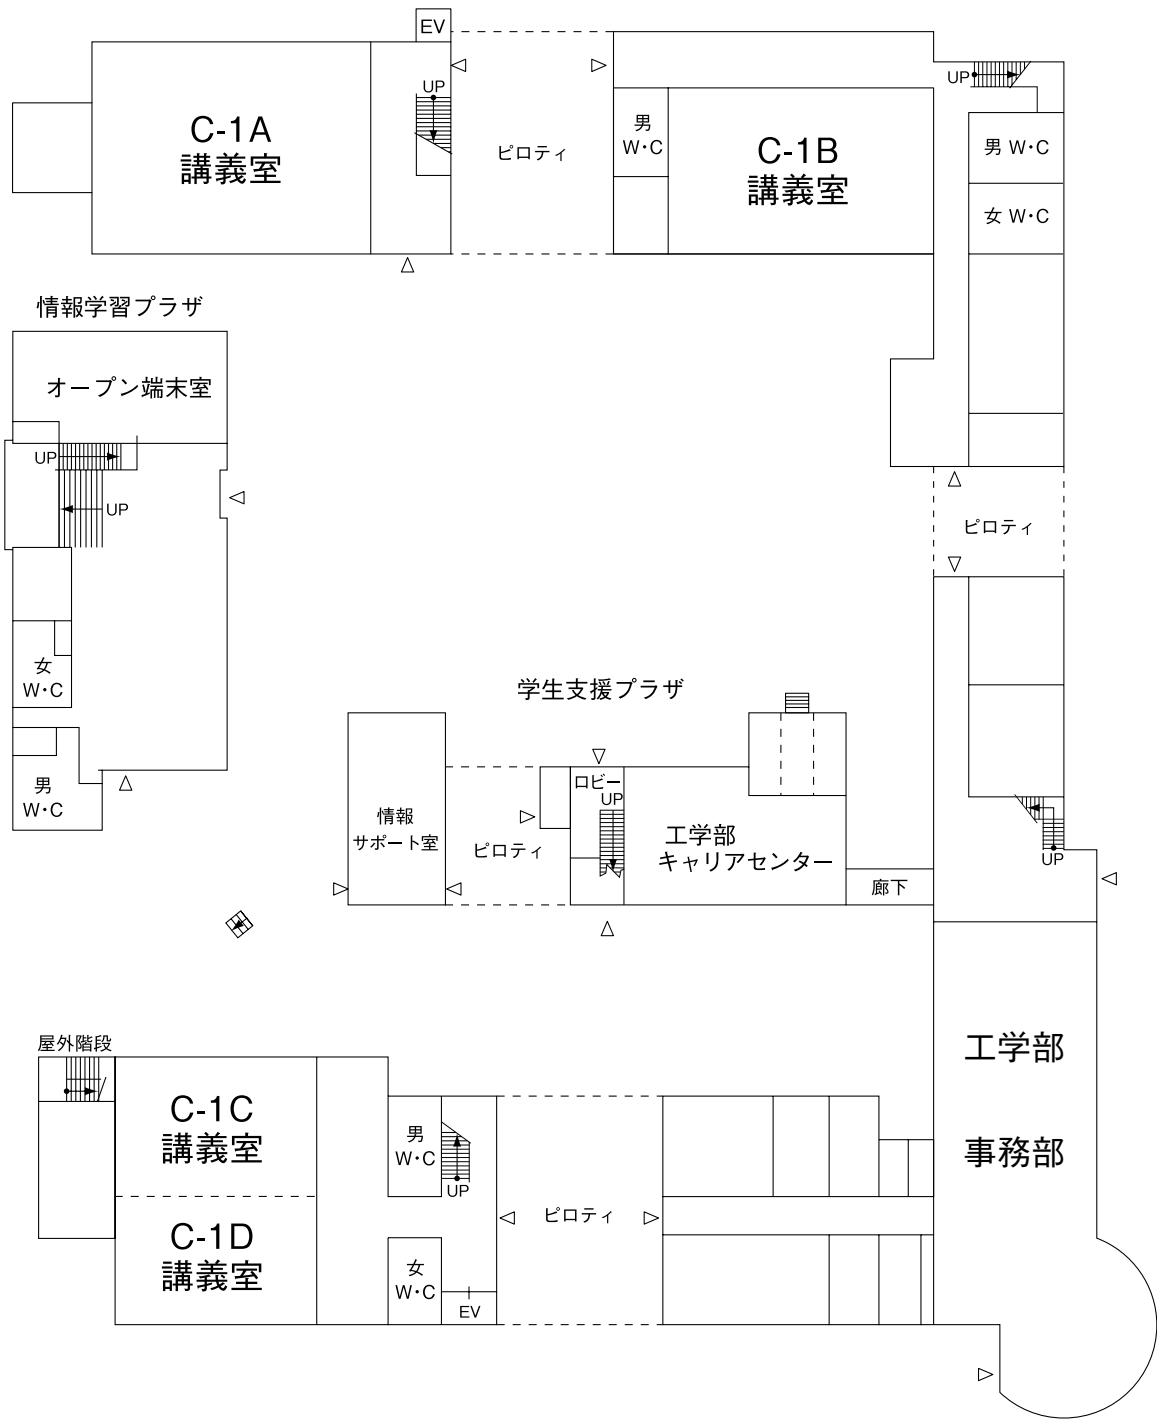 EV
UP
C-1A
講義室
ピロティ
男
W・C
C-1B
講義室
UP
男 W・C
女 W・C
情報学習プラザ
オープン端末室
UP
UP
女
W・C
男
W・C
ピロティ
学生支援プラザ
情報
サポート室
ピロティ
ロビー
UP
工学部
キャリアセンター
廊下
UP
屋外階段
C-1C
講義室
C-1D
講義室
男
W・C
UP
女
W・C
EV
ピロティ
工学部
事務部